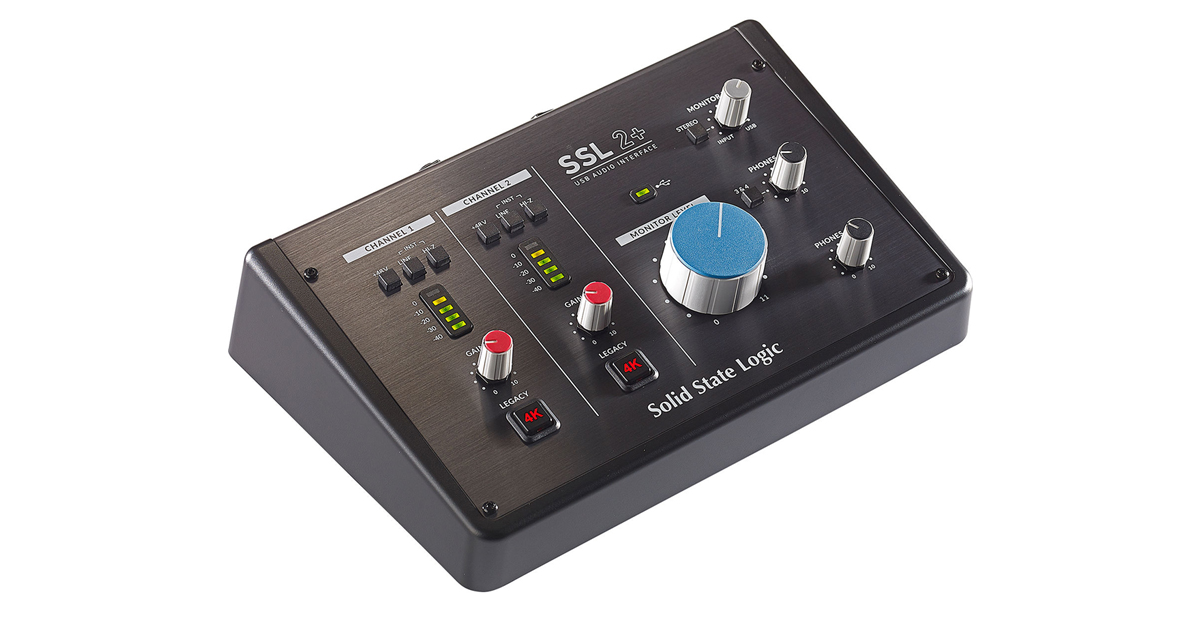 CHANNEL 1
+48V
LINE
INST
HI-Z
0
-10
-20
-30
-40
GAIN
0
10
LEGACY
4K
CHANNEL 2
+48V
LINE
INST
HI-Z
0
-10
-20
-30
-40
GAIN
0
10
LEGACY
4K
SSL 2+
USB AUDIO INTERFACE
MONITOR LEVEL
0
11
MONITOR
STEREO
INPUT
USB
PHONES
3&4
0
10
PHONES
0
10
Solid State Logic